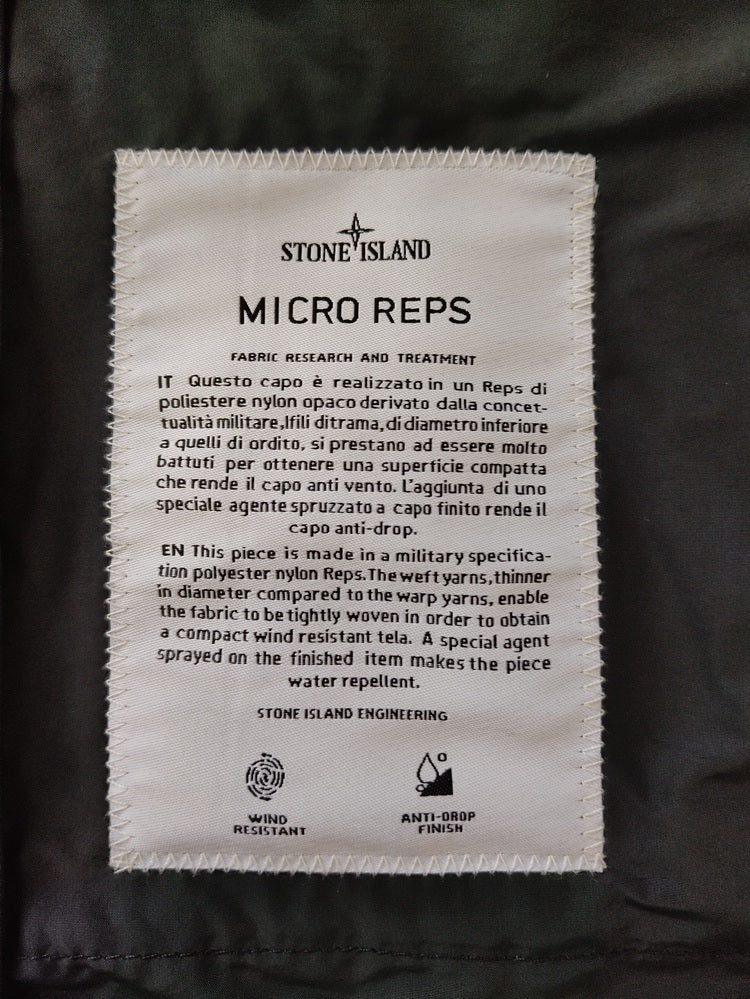 STONE ISLAND
MICRO REPS
FABRIC RESEARCH AND TREATMENT
IT Questo capo è realizzato in un Reps di
poliestere nylon opaco derivato dalla concet-
tualità militare,Ifili ditrama,di diametro inferiore
a quelli di ordito, si prestano ad essere molto
battuti per ottenere una superficie compatta
che rende il capo anti vento. L'aggiunta di uno
speciale agente spruzzato a capo finito rende il
capo anti-drop.
EN This piece is made in a military specifica-
tion polyester nylon Reps.The weft yarns,thinner
in diameter compared to the warp yarns, enable
the fabric to be tightly woven in order to obtain
a compact wind resistant tela. A special agent
sprayed on the finished item makes the piece
water repellent.
STONE ISLAND ENGINEERING
WIND
RESISTANT
ANTI-DROP
FINISH